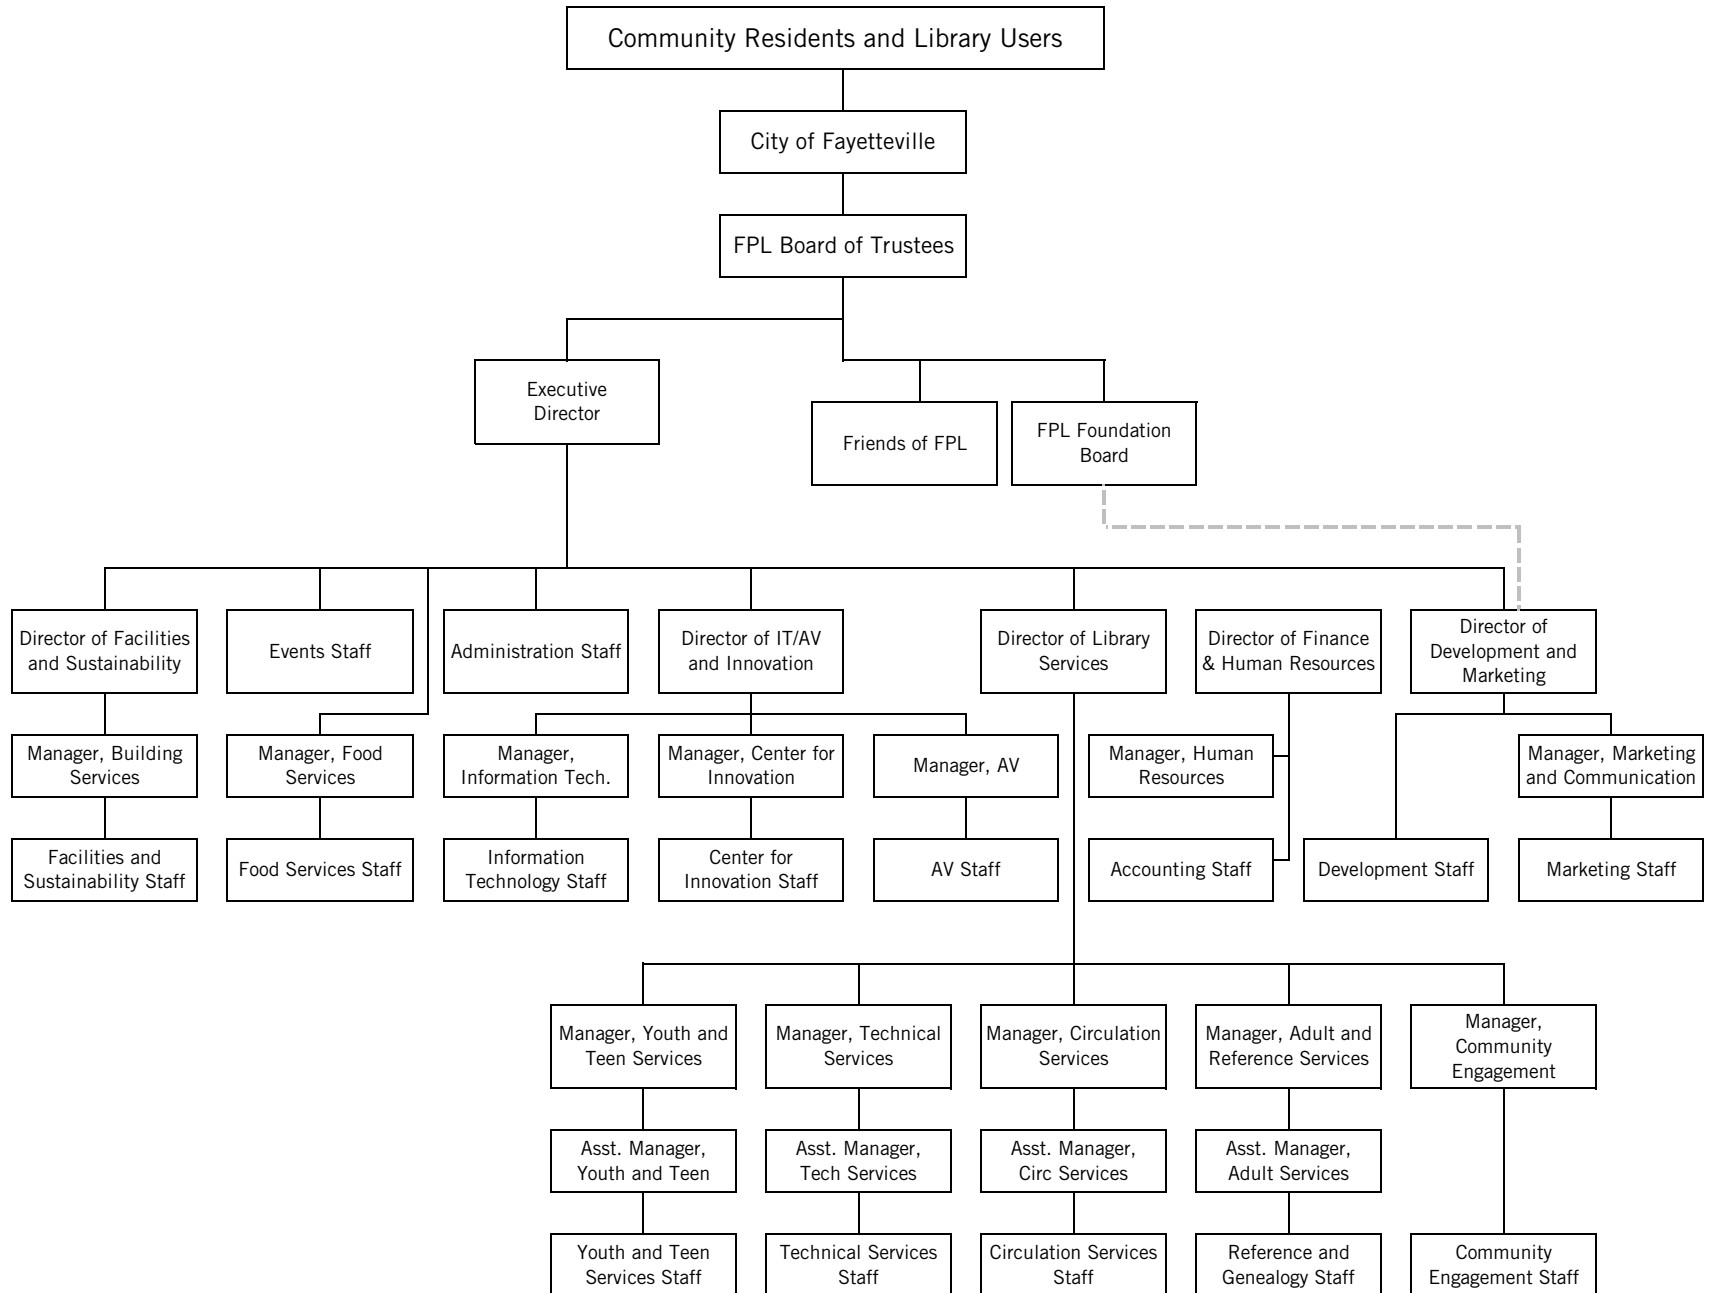 Community Residents and Library Users
City of Fayetteville
FPL Board of Trustees
Executive
Director
Friends of FPL
FPL Foundation
Board
Director of Facilities
and Sustainability
Events Staff
Administration Staff
Director of IT/AV
and Innovation
Director of Library
Services
Director of Finance
& Human Resources
Director of
Development and
Marketing
Manager, Building
Services
Manager, Food
Services
Manager,
Information Tech.
Manager, Center for
Innovation
Manager, AV
Manager, Human
Resources
Manager, Marketing
and Communication
Facilities and
Sustainability Staff
Food Services Staff
Information
Technology Staff
Center for
Innovation Staff
AV Staff
Accounting Staff
Development Staff
Marketing Staff
Manager, Youth and
Teen Services
Manager, Technical
Services
Manager, Circulation
Services
Manager, Adult and
Reference Services
Manager,
Community
Engagement
Asst. Manager,
Youth and Teen
Asst. Manager,
Tech Services
Asst. Manager,
Circ Services
Asst. Manager,
Adult Services
Youth and Teen
Services Staff
Technical Services
Staff
Circulation Services
Staff
Reference and
Genealogy Staff
Community
Engagement Staff